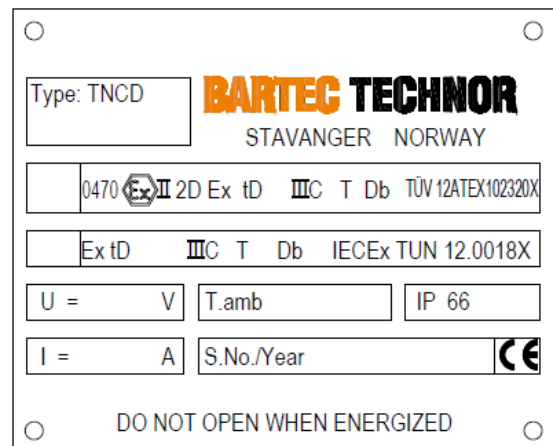 Type: TNCD
BARTEC TECHNOR
STAVANGER NORWAY
0470 Ex II 2D Ex tD IIIC T Db TÜV 12ATEX102320X
Ex tD IIIC T Db IECEx TUN 12.0018X
U = V T.amb IP 66
I = A S.No./Year CE
DO NOT OPEN WHEN ENERGIZED